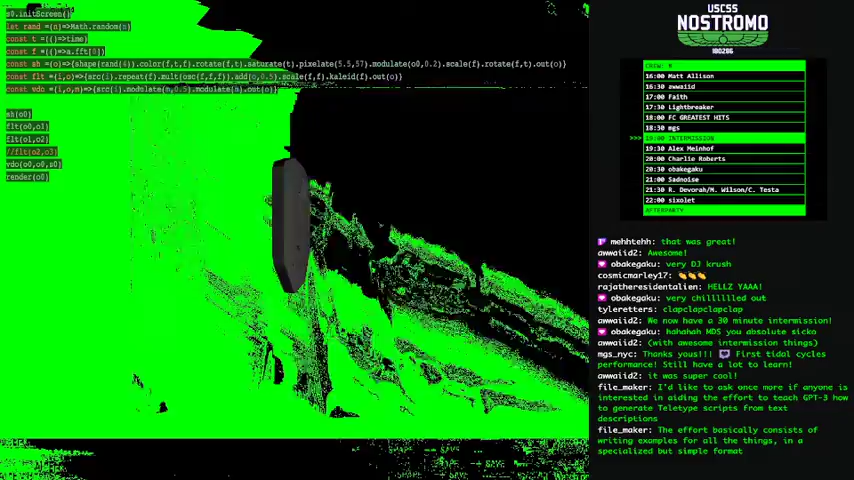 s0.initScreen()
let rand =(n)=>Math.random(n)
const t =(()=>time)
const f =(()=>a.fft[0])
const sh =(o)=>{shape(rand(4)).color(f,t,f).rotate(f,t).saturate(t).pixelate(5.5,57).modulate(o0,0.2).scale(f).rotate(f,t).out(o)}
const flt =(i,o)=>{src(i).repeat(f).mult(osc(f,f,f)).add(o,0.5).scale(f,f).kaleid(f).out(o)}
const vdo =(i,o,m)=>{src(i).modulate(m,0.5).modulate(m).out(o)}
sh(o0)
flt(o0,o1)
flt(o1,o2)
//flt(o2,o3)
vdo(o0,o0,s0)
render(o0)
USCSS
NOSTROMO
180286
16:00 Matt Allison
16:30 awwaiid
17:00 Faith
17:30 Lightbreaker
18:00 FC GREATEST HITS
18:30 mgs
>>> 19:00 INTERMISSION
19:30 Alex Meinhof
20:00 Charlie Roberts
20:30 obakegaku
21:00 Sadnoise
21:30 R. Devorah/M. Wilson/C. Testa
22:00 sixolet
AFTERPARTY
mehhtehh: that was great!
awwaiid2: Awesome!
obakegaku: very DJ krush
cosmicmarley17: 👏👏👏
rajatheresidentalien: HELLZ YAAA!
obakegaku: very chilllllled out
tyleretters: clapclapclapclap
awwaiid2: We now have a 30 minute intermission!
obakegaku: hahahah MDS you absolute sicko
awwaiid2: (with awesome intermission things)
mgs_nyc: Thanks yous!!! First tidal cycles
performance! Still have a lot to learn!
awwaiid2: it was super cool!
file_maker: I'd like to ask once more if anyone is
interested in aiding the effort to teach GPT-3 how
to generate Teletype scripts from text
descriptions
file_maker: The effort basically consists of
writing examples for all the things, in a
specialized but simple format